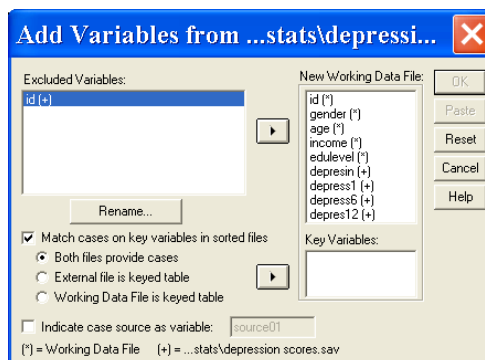 Add Variables from ...stats\depressi...
Excluded Variables:
id (+)
Rename...
New Working Data File:
id (*)
gender (*)
age (*)
income (*)
edulevel (*)
depresin (+)
depress1 (+)
depress6 (+)
depres12 (+)
OK
Paste
Reset
Cancel
Help
Match cases on key variables in sorted files
Both files provide cases
External file is keyed table
Working Data File is keyed table
Key Variables:
Indicate case source as variable: source01
(*) = Working Data File (+) = ...stats\depression scores.sav